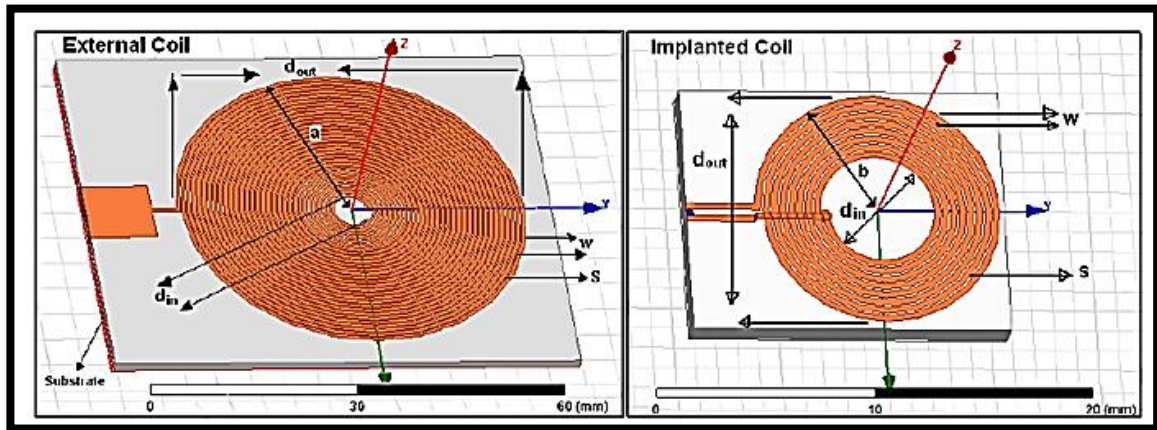 External Coil
z
d_out
a
Y
W
S
d_in
Substrate
0 30 60 (mm)
Implanted Coil
z
W
d_out
b
d_in
Y
S
0 10 20 (mm)